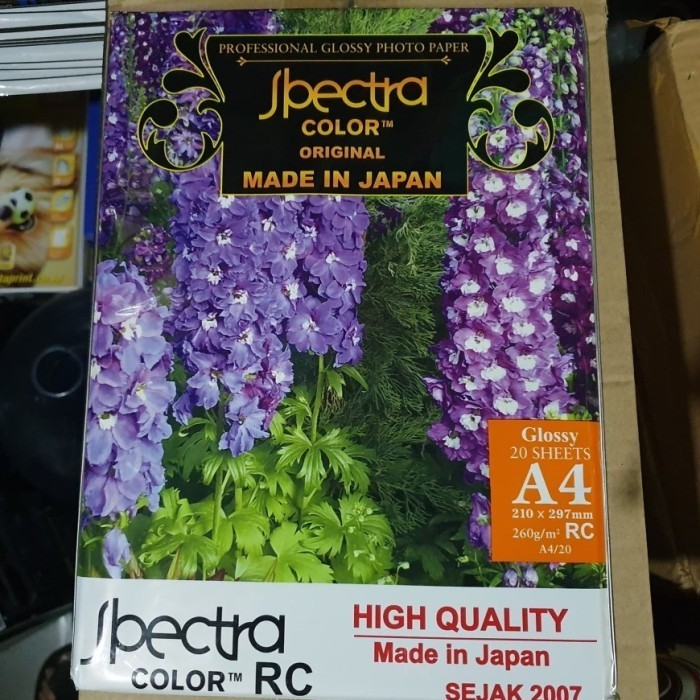 PROFESSIONAL GLOSSY PHOTO PAPER
Spectra
COLOR™
ORIGINAL
MADE IN JAPAN
Glossy
20 SHEETS
A4
210 x 297mm
260g/m² RC
A4/20
Spectra
COLOR™ RC
HIGH QUALITY
Made in Japan
SEJAK 2007